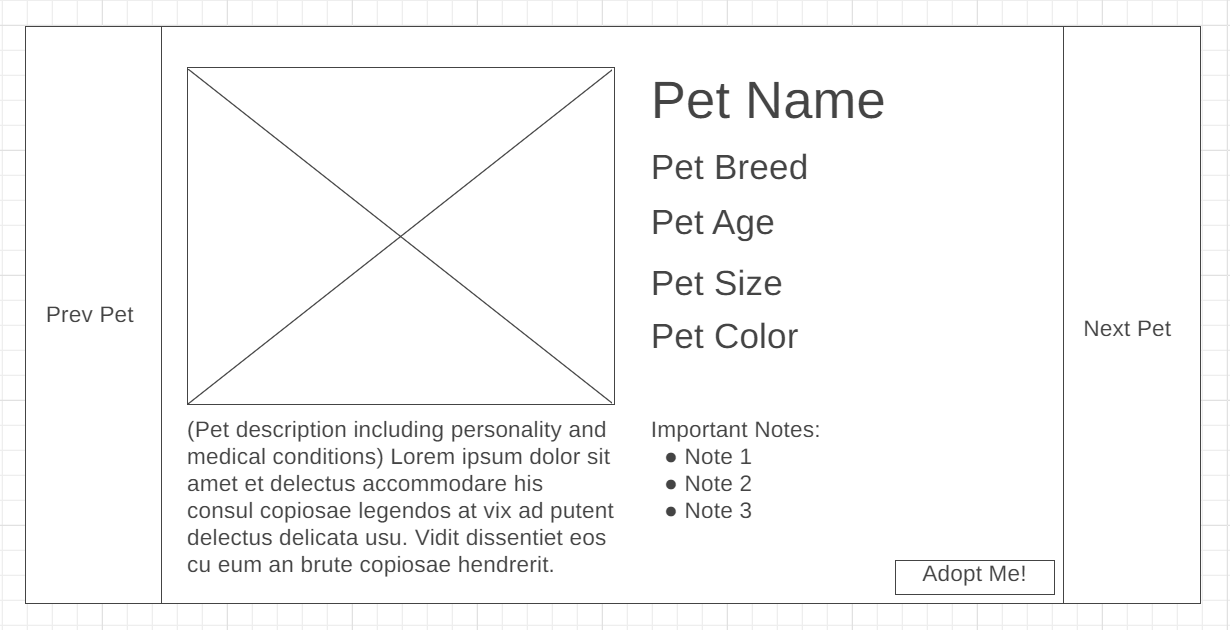 Prev Pet
Pet Name
Pet Breed
Pet Age
Pet Size
Pet Color
(Pet description including personality and
medical conditions) Lorem ipsum dolor sit
amet et delectus accommodare his
consul copiosae legendos at vix ad putent
delectus delicata usu. Vidit dissentiet eos
cu eum an brute copiosae hendrerit.
Important Notes:
● Note 1
● Note 2
● Note 3
Adopt Me!
Next Pet